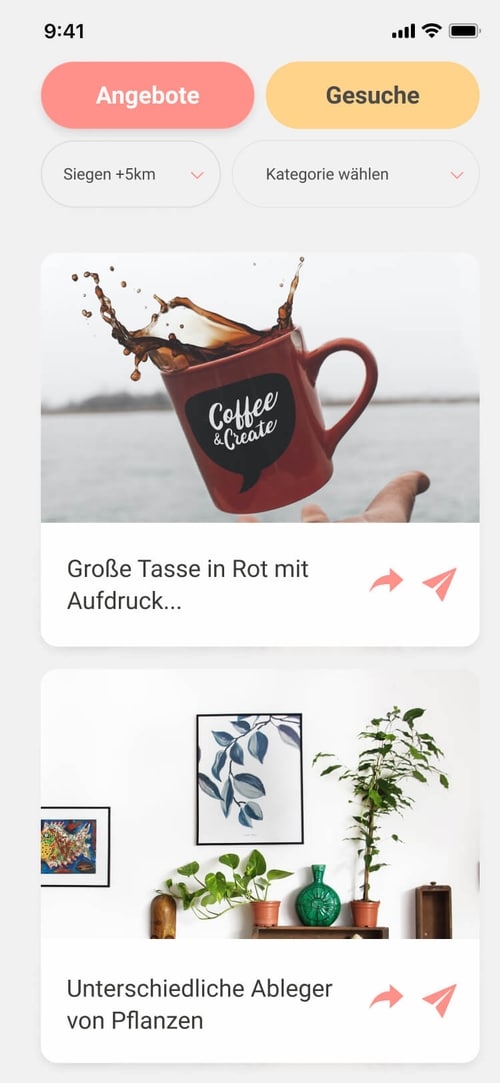 9:41
Angebote
Gesuche
Siegen +5km
Kategorie wählen
Coffee
&Create
Große Tasse in Rot mit
Aufdruck...
Unterschiedliche Ableger
von Pflanzen